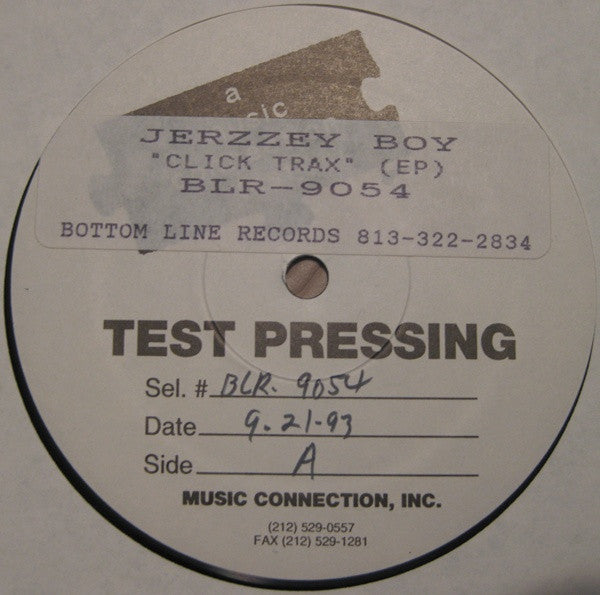 a
sic
JERZZEY BOY
"CLICK TRAX" (EP)
BLR-9054
BOTTOM LINE RECORDS 813-322-2834
TEST PRESSING
Sel. # BLR. 9054
Date 9.21-93
Side A
MUSIC CONNECTION, INC.
(212) 529-0557
FAX (212) 529-1281